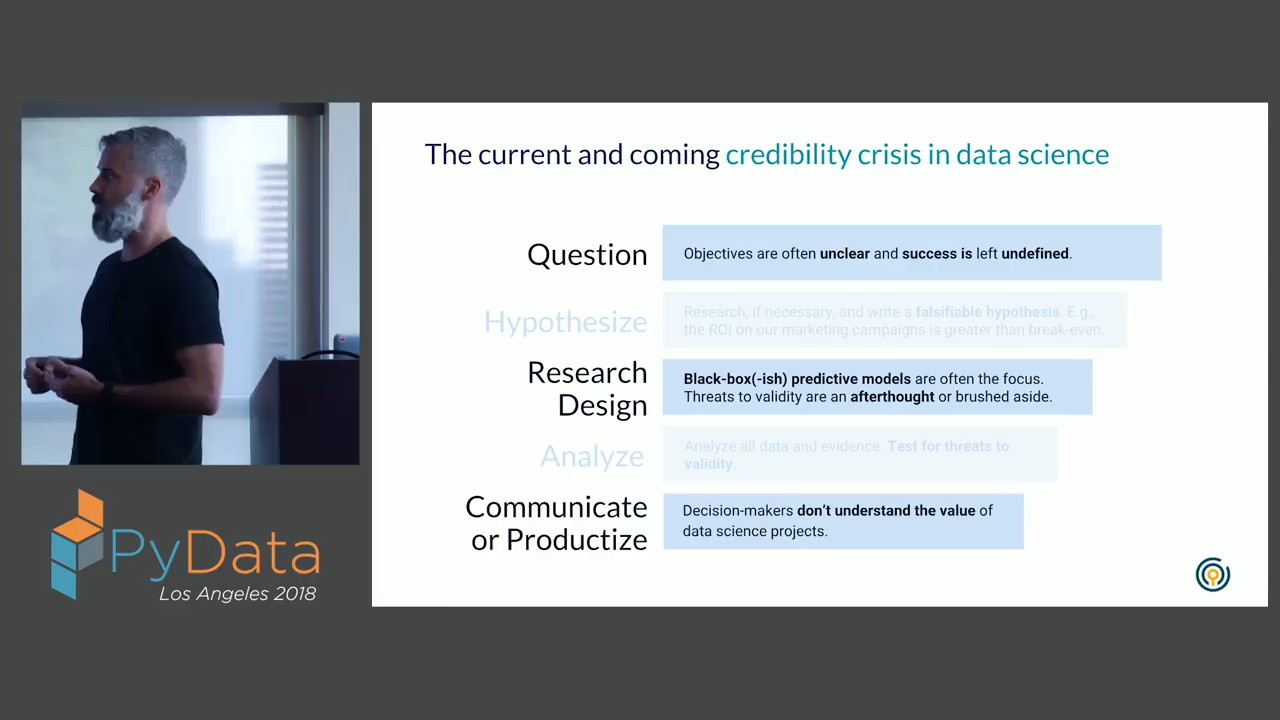 The current and coming credibility crisis in data science
Question
Objectives are often unclear and success is left undefined.
Hypothesize
Research, if necessary, and write a falsifiable hypothesis. E.g.,
the ROI on our marketing campaigns is greater than break-even.
Research
Design
Black-box(-ish) predictive models are often the focus.
Threats to validity are an afterthought or brushed aside.
Analyze
Analyze all data and evidence. Test for threats to
validity.
Communicate
or Productize
Decision-makers don't understand the value of
data science projects.
PyData
Los Angeles 2018